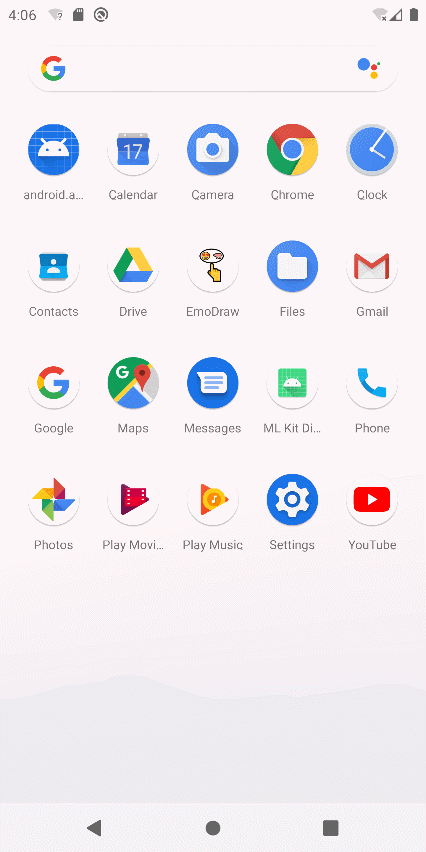 4:06
android.a... Calendar Camera Chrome Clock
17
Contacts Drive EmoDraw Files Gmail
Google Maps Messages ML Kit Di... Phone
Photos Play Movi... Play Music Settings YouTube